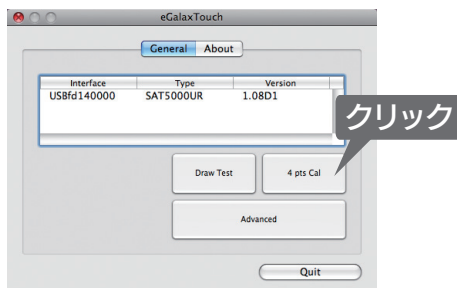 eGalaxTouch
General About
Interface Type Version
USBfd140000 SAT5000UR 1.08D1
クリック
Draw Test 4 pts Cal
Advanced
Quit